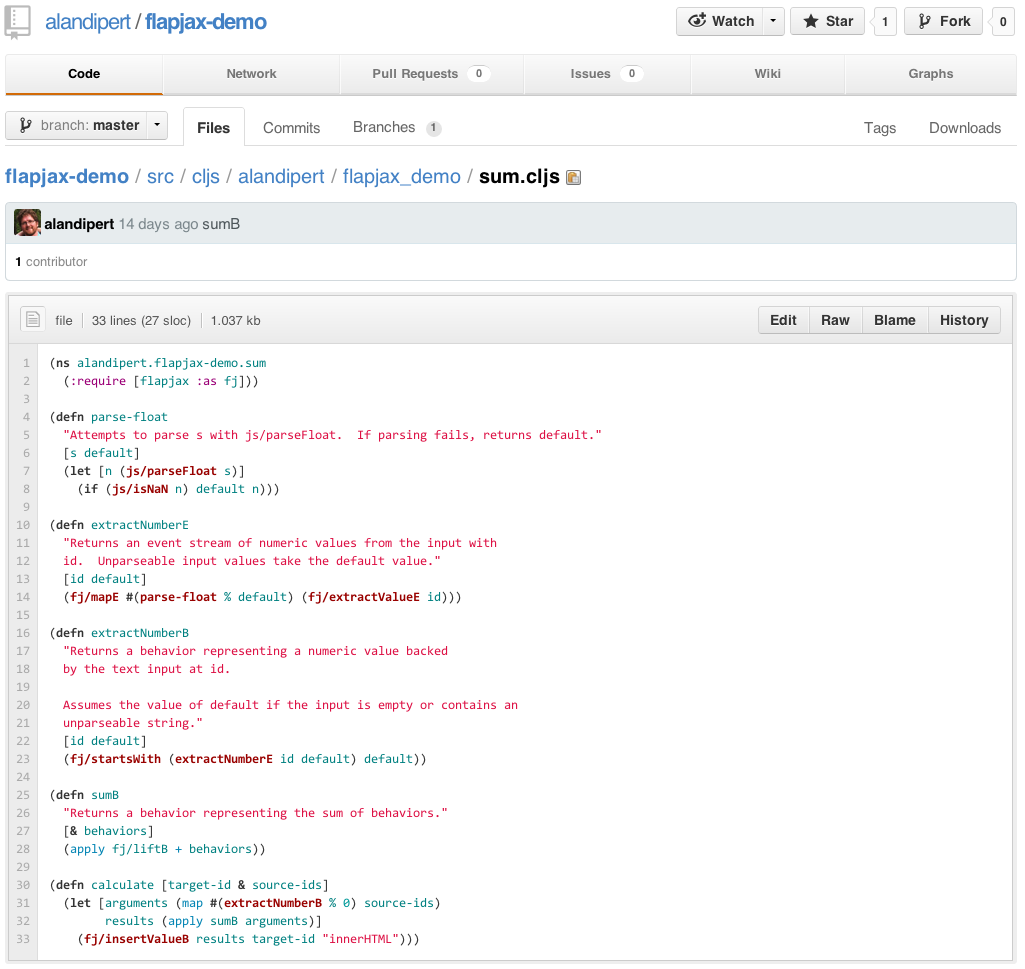 alandipert / flapjax-demo
Watch Star 1 Fork 0
Code Network Pull Requests 0 Issues 0 Wiki Graphs
branch: master Files Commits Branches 1 Tags Downloads
flapjax-demo / src / cljs / alandipert / flapjax_demo / sum.cljs
alandipert 14 days ago sumB
1 contributor
file 33 lines (27 sloc) 1.037 kb Edit Raw Blame History
1 (ns alandipert.flapjax-demo.sum
2   (:require [flapjax :as fj]))
3
4 (defn parse-float
5   "Attempts to parse s with js/parseFloat.  If parsing fails, returns default."
6   [s default]
7   (let [n (js/parseFloat s)]
8     (if (js/isNaN n) default n)))
9
10 (defn extractNumberE
11   "Returns an event stream of numeric values from the input with
12   id.  Unparseable input values take the default value."
13   [id default]
14   (fj/mapE #(parse-float % default) (fj/extractValueE id)))
15
16 (defn extractNumberB
17   "Returns a behavior representing a numeric value backed
18   by the text input at id.
19
20   Assumes the value of default if the input is empty or contains an
21   unparseable string."
22   [id default]
23   (fj/startsWith (extractNumberE id default) default))
24
25 (defn sumB
26   "Returns a behavior representing the sum of behaviors."
27   [& behaviors]
28   (apply fj/liftB + behaviors))
29
30 (defn calculate [target-id & source-ids]
31   (let [arguments (map #(extractNumberB % 0) source-ids)
32         results (apply sumB arguments)]
33     (fj/insertValueB results target-id "innerHTML")))